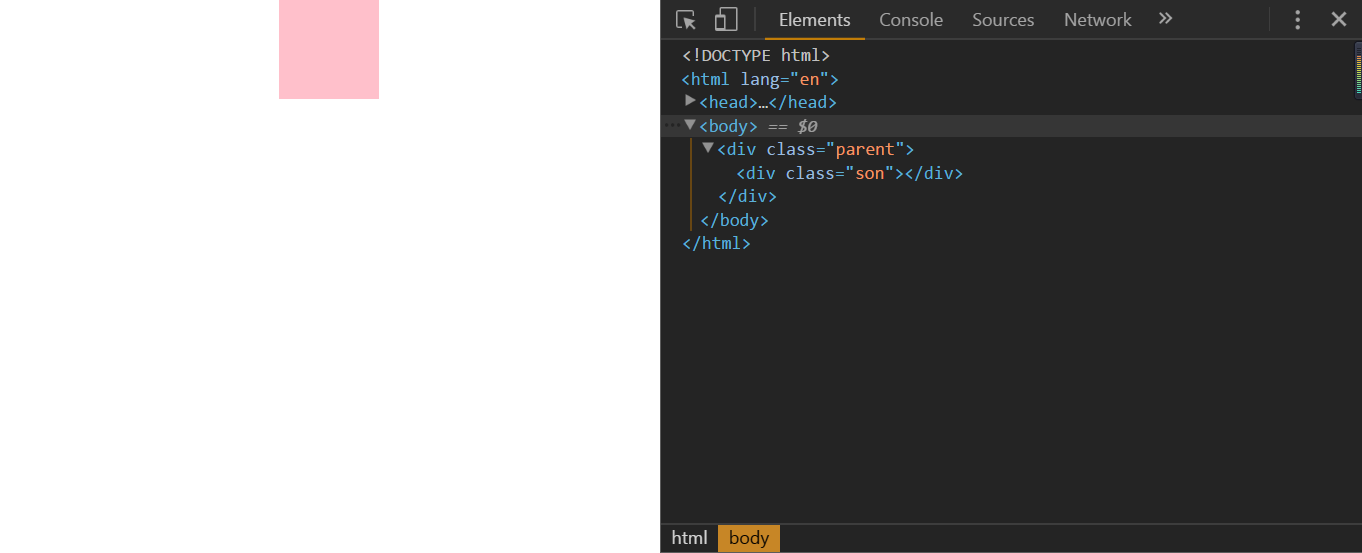 Elements Console Sources Network
<!DOCTYPE html>
<html lang="en">
<head>…</head>
<body> == $0
<div class="parent">
<div class="son"></div>
</div>
</body>
</html>
html body